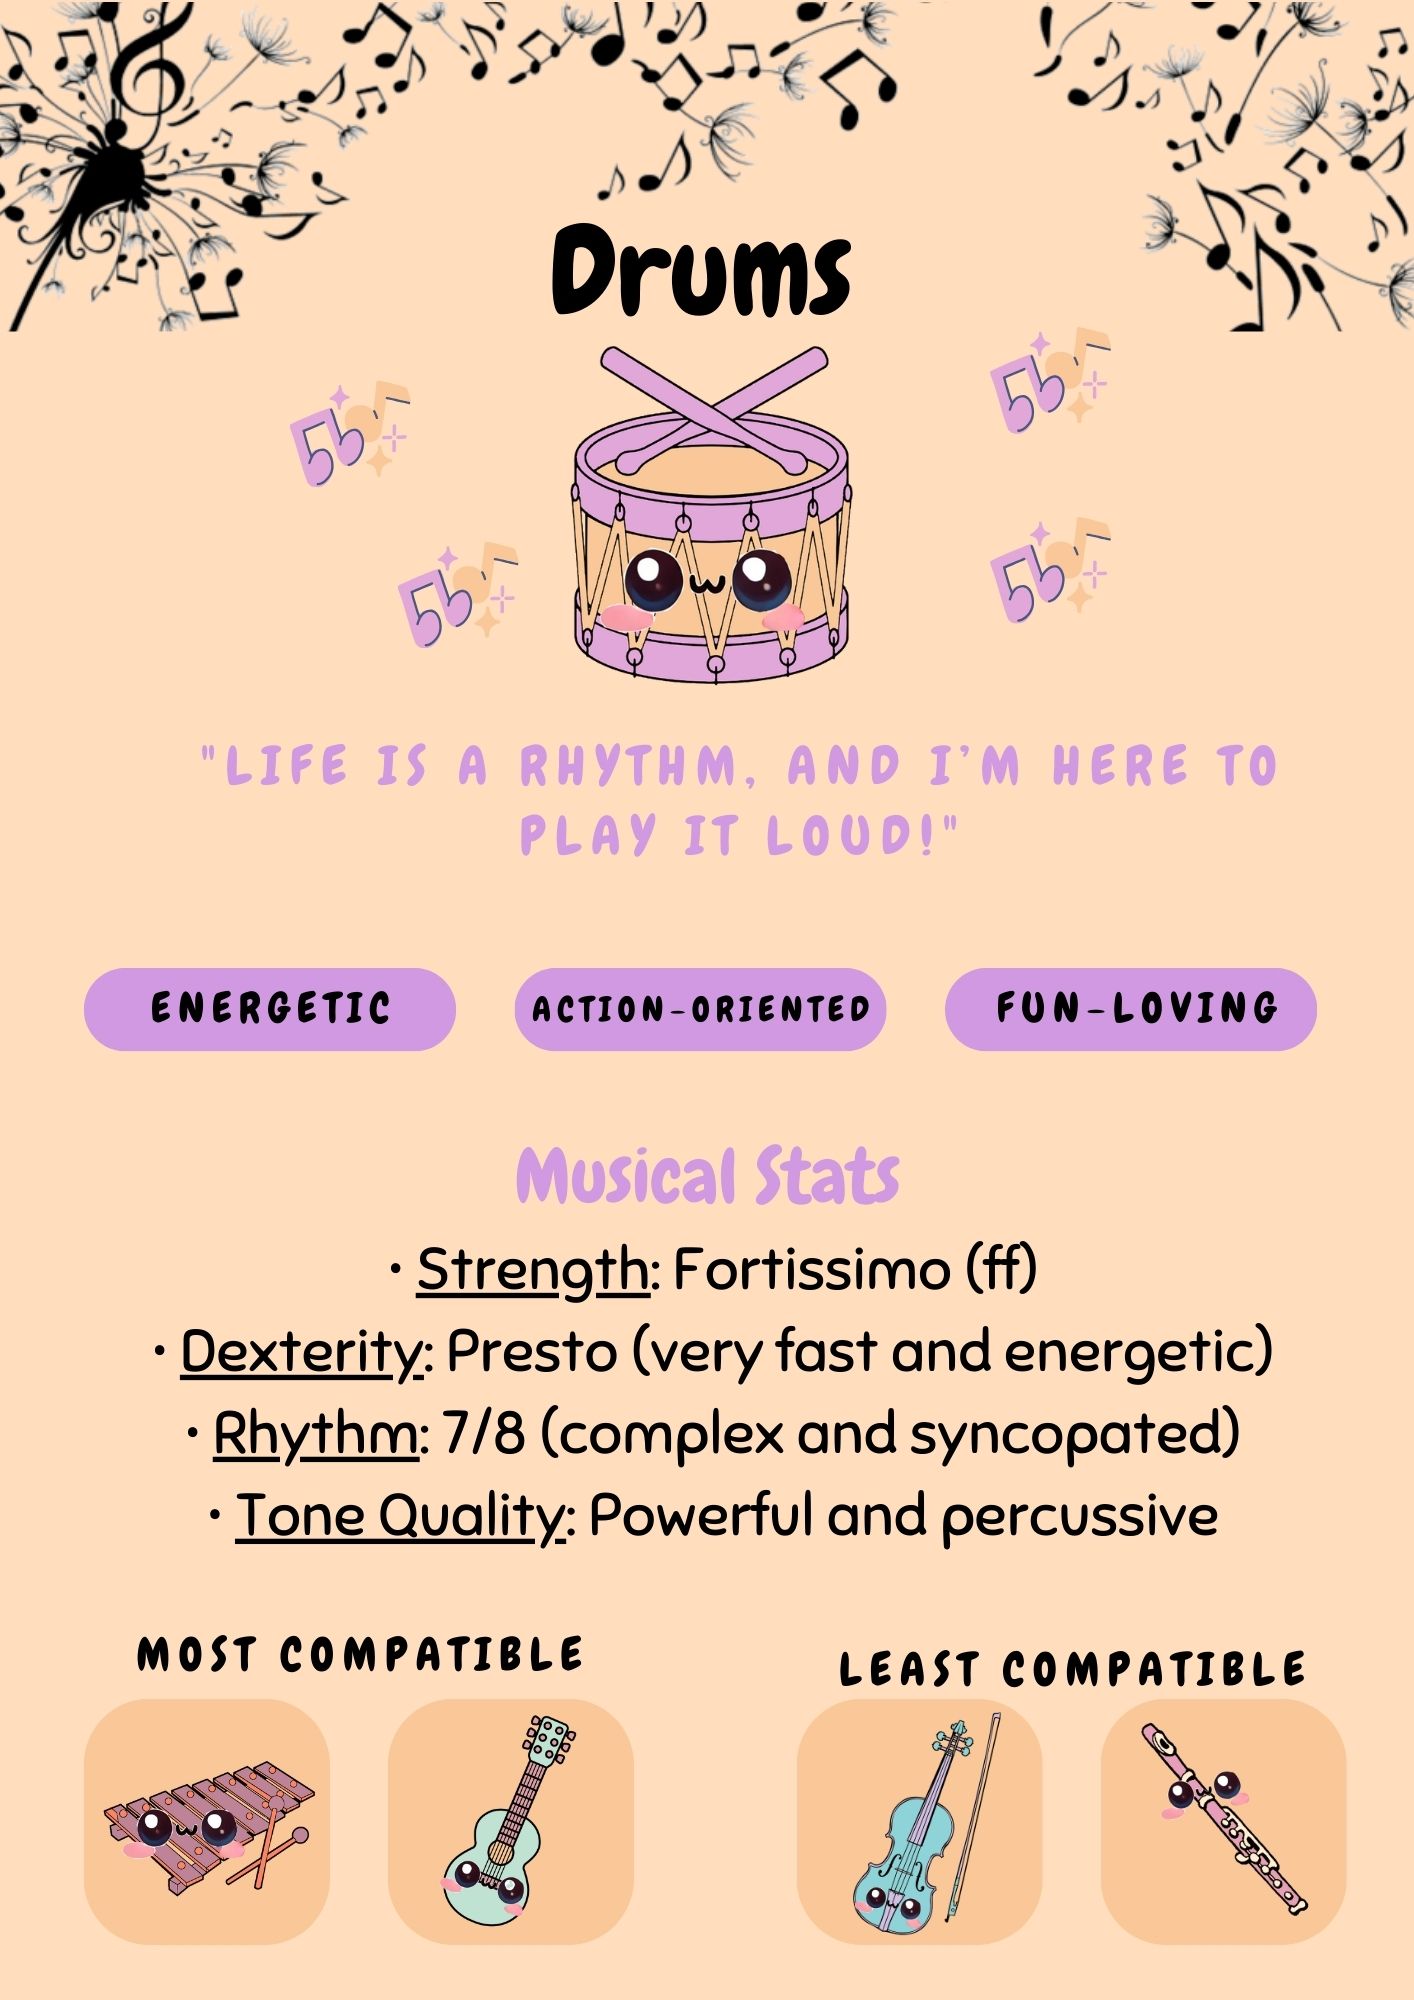 Drums
"LIFE IS A RHYTHM, AND I’M HERE TO
PLAY IT LOUD!"
ENERGETIC
ACTION-ORIENTED
FUN-LOVING
Musical Stats
• Strength: Fortissimo (ff)
• Dexterity: Presto (very fast and energetic)
• Rhythm: 7/8 (complex and syncopated)
• Tone Quality: Powerful and percussive
MOST COMPATIBLE
LEAST COMPATIBLE